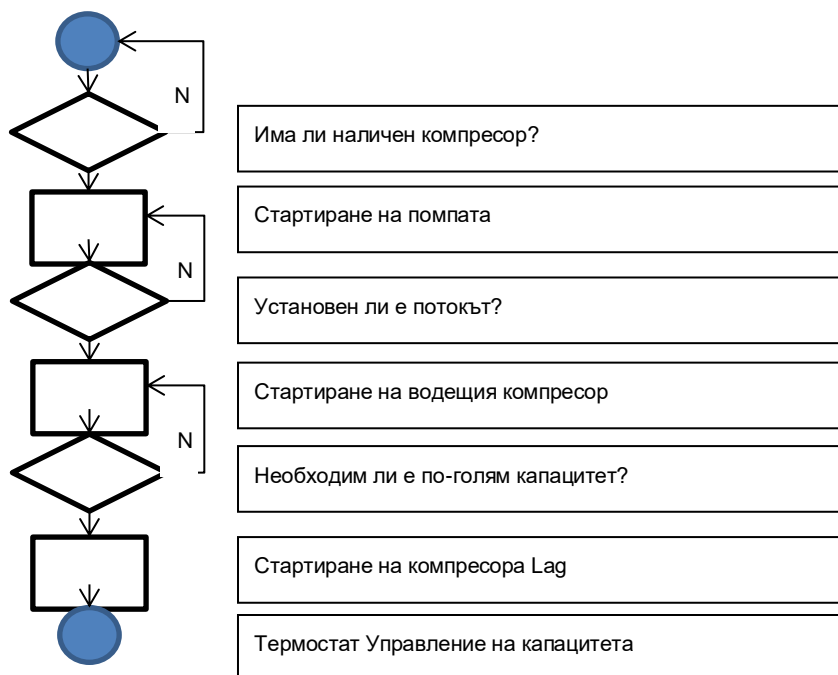 N
Има ли наличен компресор?
Стартиране на помпата
N
Установен ли е потокът?
Стартиране на водещия компресор
N
Необходим ли е по-голям капацитет?
Стартиране на компресора Lag
Термостат Управление на капацитета